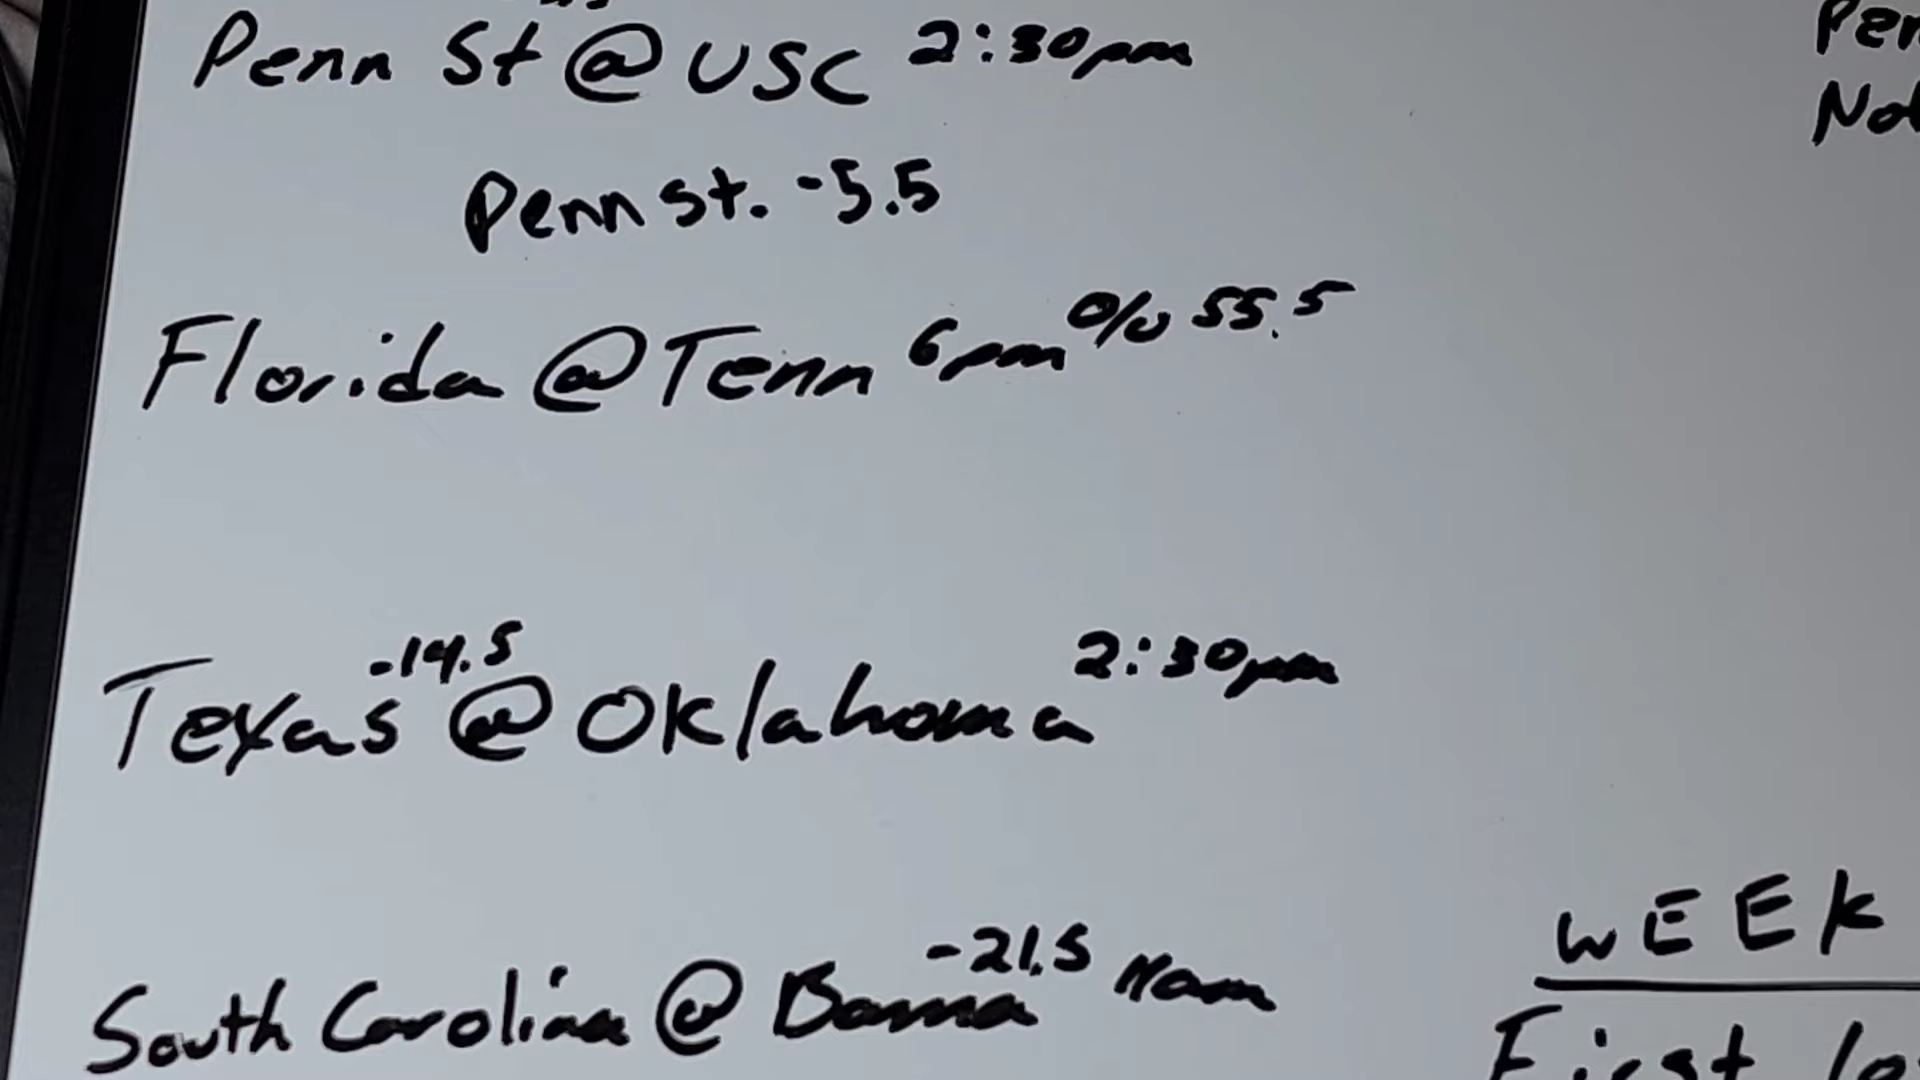 Penn St @ USC 2:30pm
Penn St. -5.5
Florida @ Tenn 6pm O/U 55.5
Texas -14.5 @ Oklahoma 2:30pm
South Carolina @ Bama -21.5 11am
WEEK
First